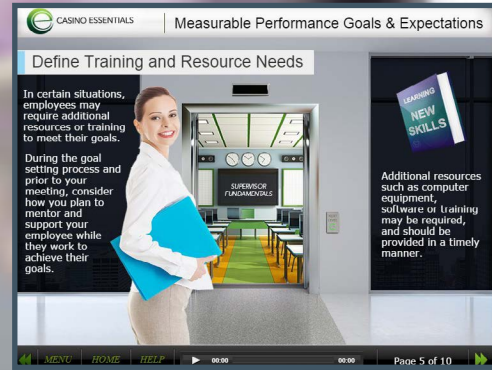 CASINO ESSENTIALS
Measurable Performance Goals & Expectations
Define Training and Resource Needs
In certain situations,
employees may
require additional
resources or training
to meet their goals.
During the goal
setting process and
prior to your
meeting, consider
how you plan to
mentor and
support your
employee while
they work to
achieve their
goals.
SUPERVISOR
FUNDAMENTALS
LEARNING
NEW
SKILLS
Additional resources
such as computer
equipment,
software or training
may be required,
and should be
provided in a timely
manner.
MENU HOME HELP 00:00 00:00 Page 5 of 10